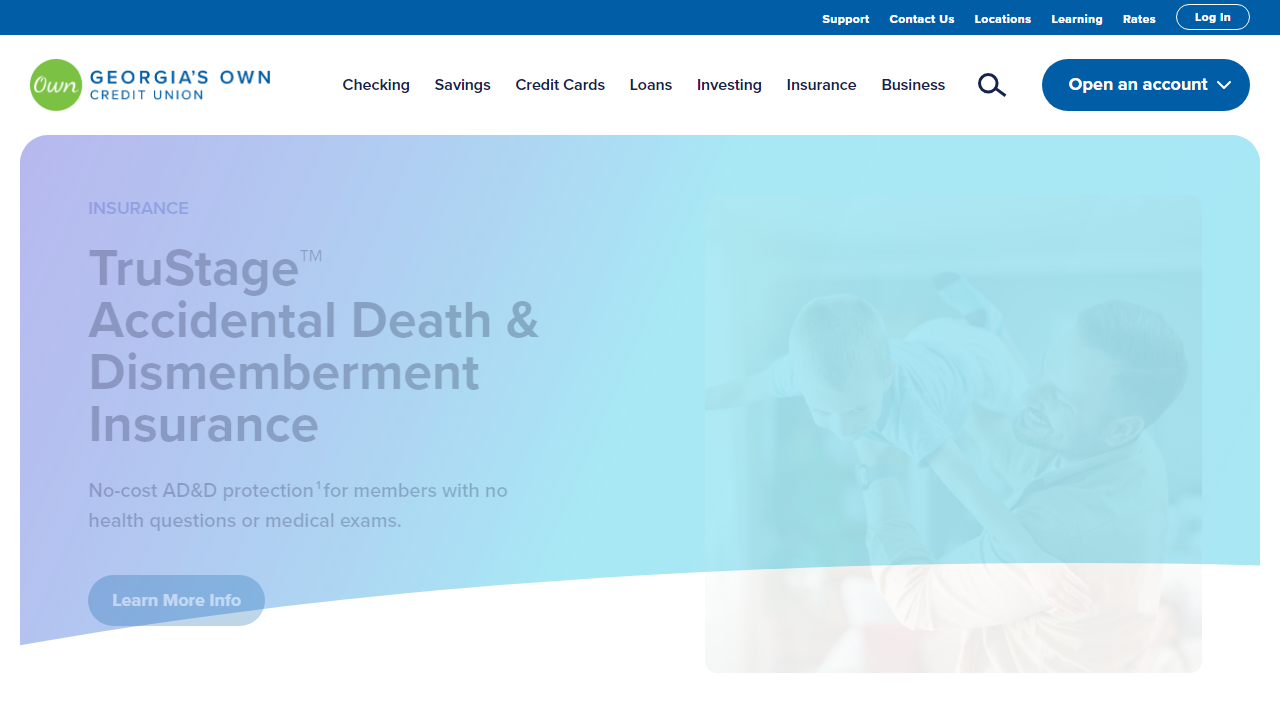 Support Contact Us Locations Learning Rates Log In
Own GEORGIA'S OWN
CREDIT UNION
Checking Savings Credit Cards Loans Investing Insurance Business Open an account
INSURANCE
TruStage™
Accidental Death &
Dismemberment
Insurance
No-cost AD&D protection¹ for members with no
health questions or medical exams.
Learn More Info